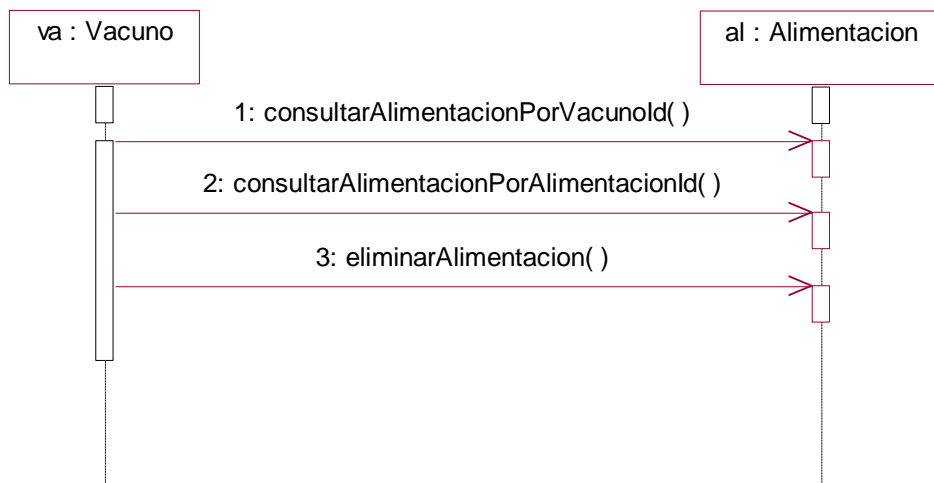 va : Vacuno
al : Alimentacion
1: consultarAlimentacionPorVacunoId( )
2: consultarAlimentacionPorAlimentacionId( )
3: eliminarAlimentacion( )